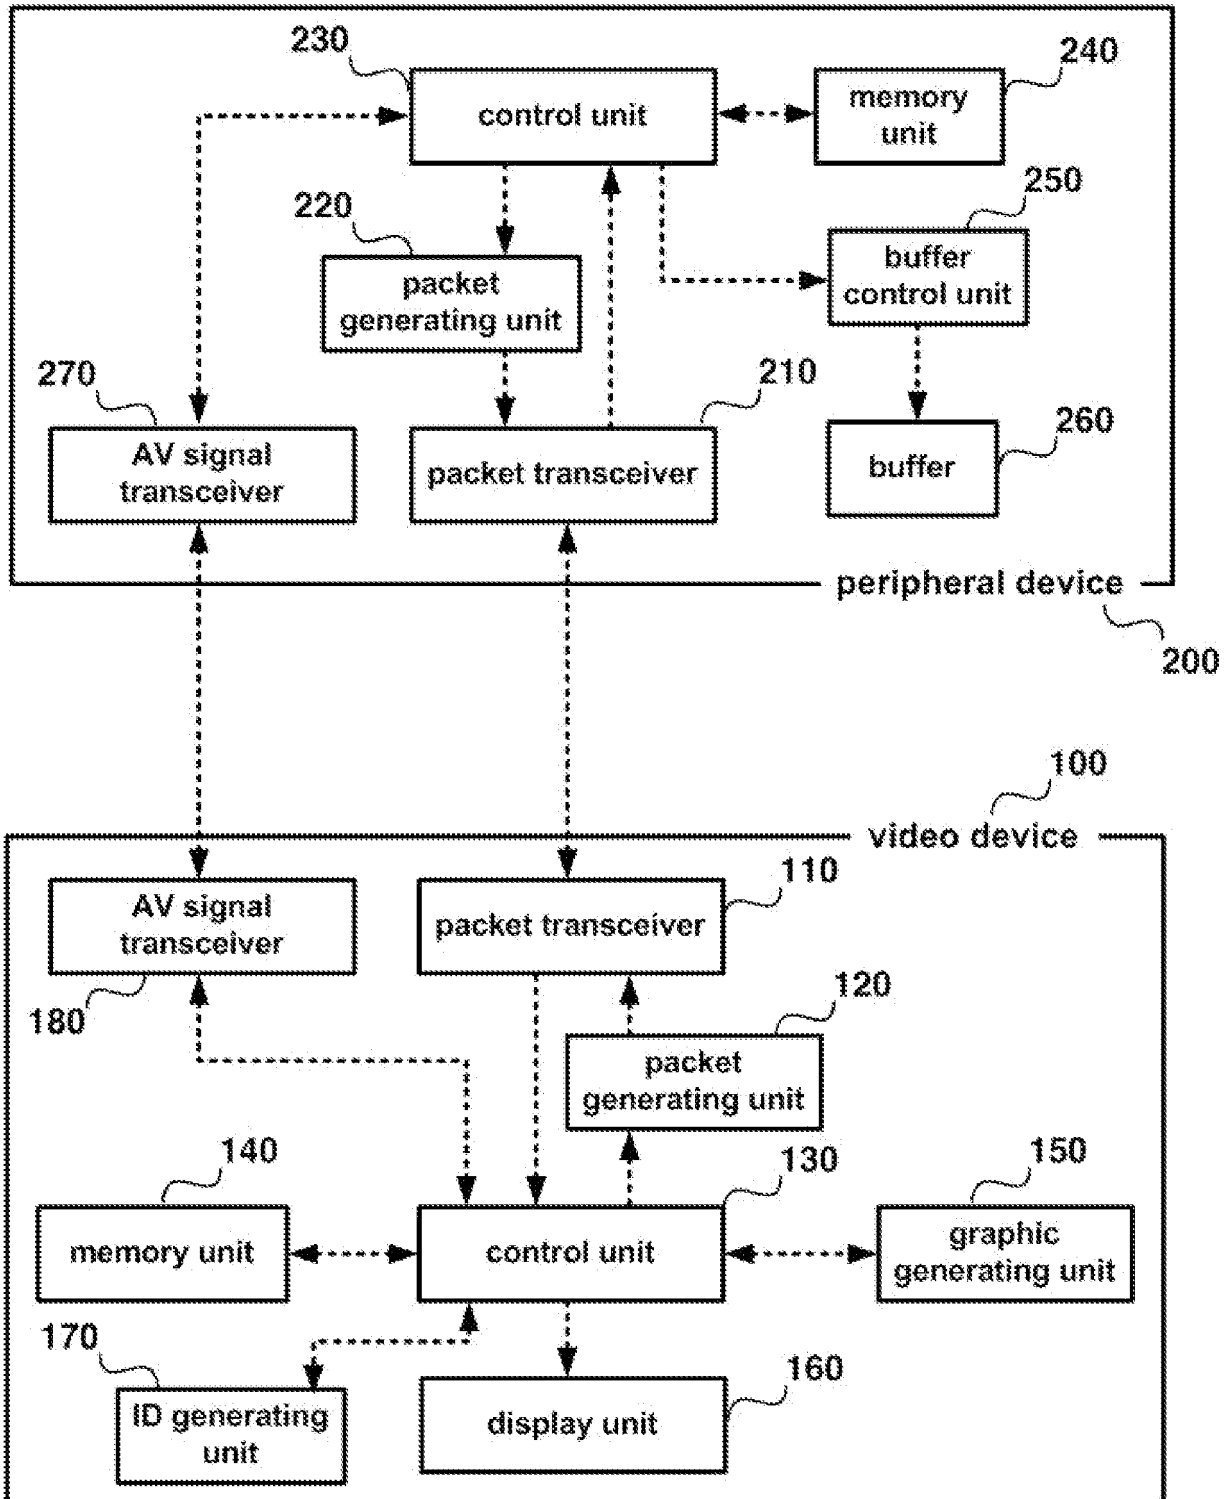 230
control unit
memory
unit
240
220
packet
generating unit
250
buffer
control unit
270
AV signal
transceiver
210
packet transceiver
260
buffer
peripheral device
200
100
video device
AV signal
transceiver
180
110
packet transceiver
120
packet
generating unit
140
memory unit
130
control unit
150
graphic
generating unit
170
ID generating
unit
160
display unit